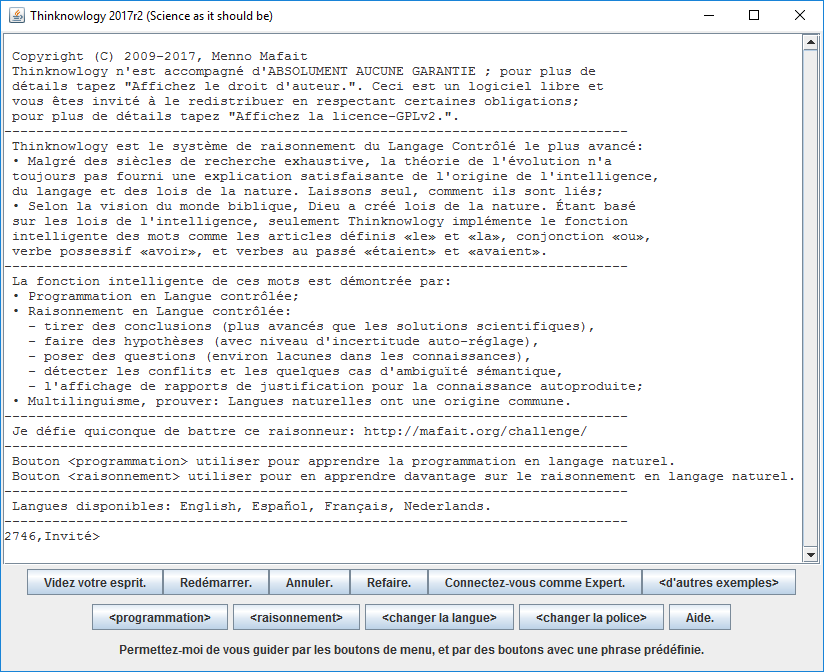 Thinknowlogy 2017r2 (Science as it should be)
Copyright (C) 2009-2017, Menno Mafait
Thinknowlogy n'est accompagné d'ABSOLUMENT AUCUNE GARANTIE ; pour plus de
détails tapez "Affichez le droit d'auteur.". Ceci est un logiciel libre et
vous êtes invité à le redistribuer en respectant certaines obligations;
pour plus de détails tapez "Affichez la licence-GPLv2.".
------------------------------------------------------------------------------
Thinknowlogy est le système de raisonnement du Langage Contrôlé le plus avancé:
• Malgré des siècles de recherche exhaustive, la théorie de l'évolution n'a
toujours pas fourni une explication satisfaisante de l'origine de l'intelligence,
du langage et des lois de la nature. Laissons seul, comment ils sont liés;
• Selon la vision du monde biblique, Dieu a créé lois de la nature. Étant basé
sur les lois de l'intelligence, seulement Thinknowlogy implémente le fonction
intelligente des mots comme les articles définis «le» et «la», conjonction «ou»,
verbe possessif «avoir», et verbes au passé «étaient» et «avaient».
------------------------------------------------------------------------------
La fonction intelligente de ces mots est démontrée par:
• Programmation en Langue contrôlée;
• Raisonnement en Langue contrôlée:
- tirer des conclusions (plus avancés que les solutions scientifiques),
- faire des hypothèses (avec niveau d'incertitude auto-réglage),
- poser des questions (environ lacunes dans les connaissances),
- détecter les conflits et les quelques cas d'ambiguïté sémantique,
- l'affichage de rapports de justification pour la connaissance autoproduite;
• Multilinguisme, prouver: Langues naturelles ont une origine commune.
------------------------------------------------------------------------------
Je défie quiconque de battre ce raisonneur: http://mafait.org/challenge/
------------------------------------------------------------------------------
Bouton <programmation> utiliser pour apprendre la programmation en langage naturel.
Bouton <raisonnement> utiliser pour en apprendre davantage sur le raisonnement en langage naturel.
------------------------------------------------------------------------------
Langues disponibles: English, Español, Français, Nederlands.
------------------------------------------------------------------------------
2746,Invité>
Videz votre esprit. Redémarrer. Annuler. Refaire. Connectez-vous comme Expert. <d'autres exemples>
<programmation> <raisonnement> <changer la langue> <changer la police> Aide.
Permettez-moi de vous guider par les boutons de menu, et par des boutons avec une phrase prédéfinie.